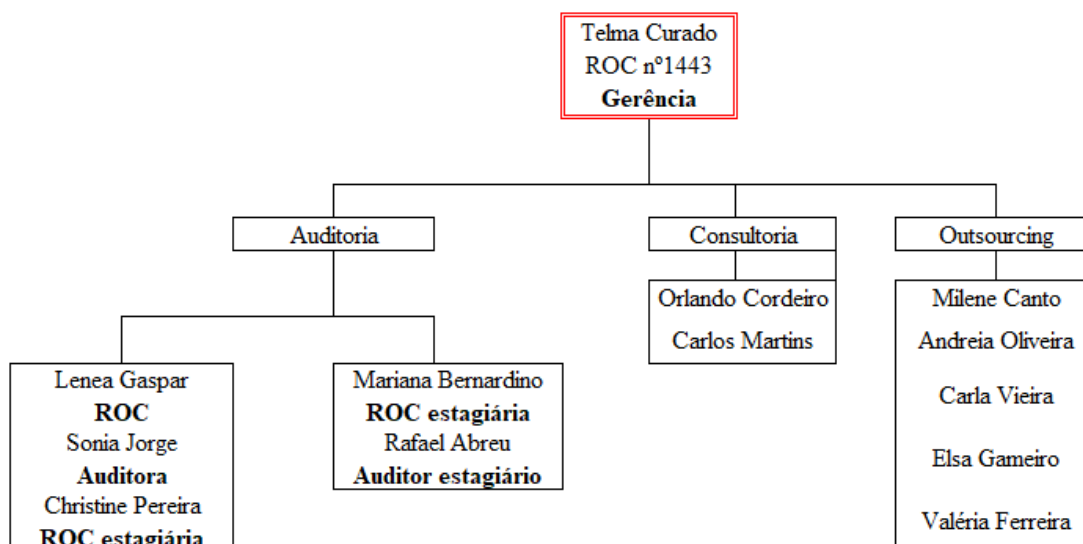 Telma Curado
ROC nº1443
Gerência
Auditoria
Consultoria
Outsourcing
Lenea Gaspar
ROC
Sonia Jorge
Auditora
Christine Pereira
ROC estagiária
Mariana Bernardino
ROC estagiária
Rafael Abreu
Auditor estagiário
Orlando Cordeiro
Carlos Martins
Milene Canto
Andreia Oliveira
Carla Vieira
Elsa Gameiro
Valéria Ferreira